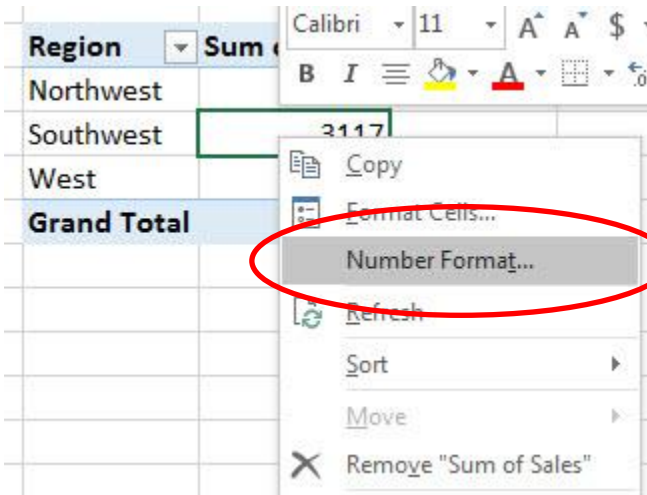 Calibri 11 A A $
Region Sum
B I A .0
Northwest
Southwest 3117
West
Grand Total
Copy
Format Cells...
Number Format...
Refresh
Sort
Move
Remove "Sum of Sales"